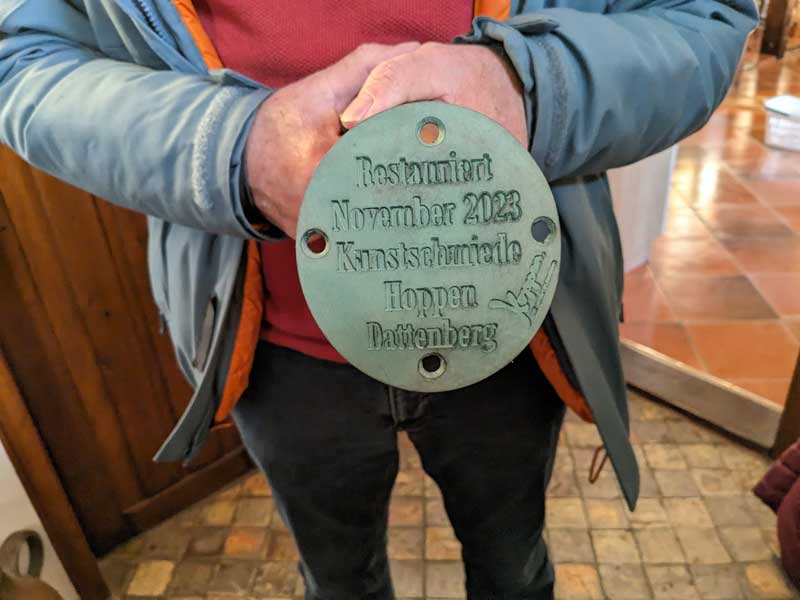 Restauriert
November 2023
Kunstschmiede
Hoppen
Dattenberg